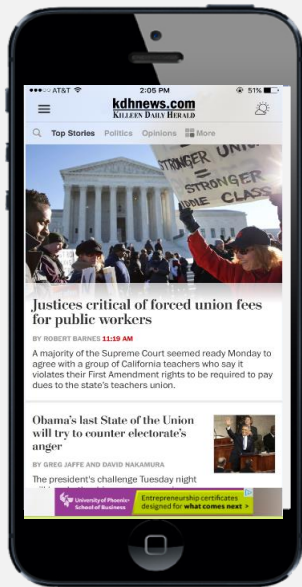 AT&T 2:05 PM 51%
kdhnews.com
KILLEEN DAILY HERALD
Top Stories Politics Opinions More
STRONGER UNIONS
STRONGER
MIDDLE CLASS
Justices critical of forced union fees
for public workers
BY ROBERT BARNES 11:19 AM
A majority of the Supreme Court seemed ready Monday to
agree with a group of California teachers who say it
violates their First Amendment rights to be required to pay
dues to the state's teachers union.
Obama's last State of the Union
will try to counter electorate's
anger
BY GREG JAFFE AND DAVID NAKAMURA
The president's challenge Tuesday night
University of Phoenix®
School of Business
Entrepreneurship certificates
designed for what comes next >